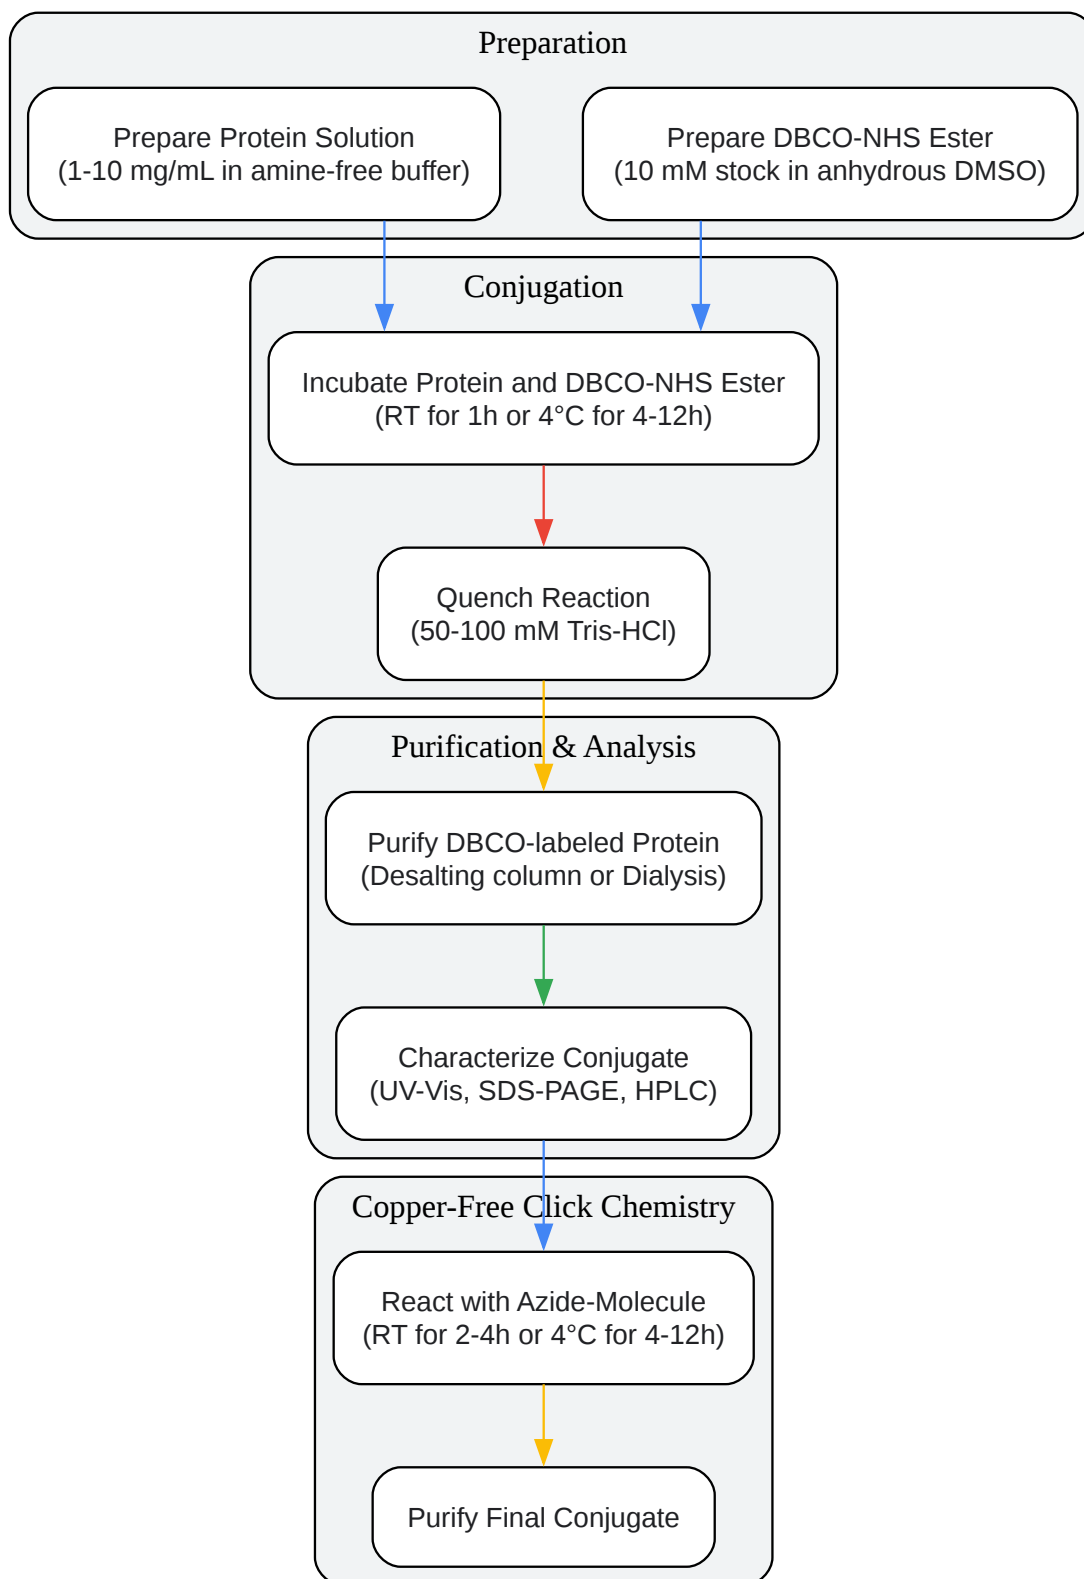 Preparation
Prepare Protein Solution
(1-10 mg/mL in amine-free buffer)
Prepare DBCO-NHS Ester
(10 mM stock in anhydrous DMSO)
Conjugation
Incubate Protein and DBCO-NHS Ester
(RT for 1h or 4°C for 4-12h)
Quench Reaction
(50-100 mM Tris-HCl)
Purification & Analysis
Purify DBCO-labeled Protein
(Desalting column or Dialysis)
Characterize Conjugate
(UV-Vis, SDS-PAGE, HPLC)
Copper-Free Click Chemistry
React with Azide-Molecule
(RT for 2-4h or 4°C for 4-12h)
Purify Final Conjugate